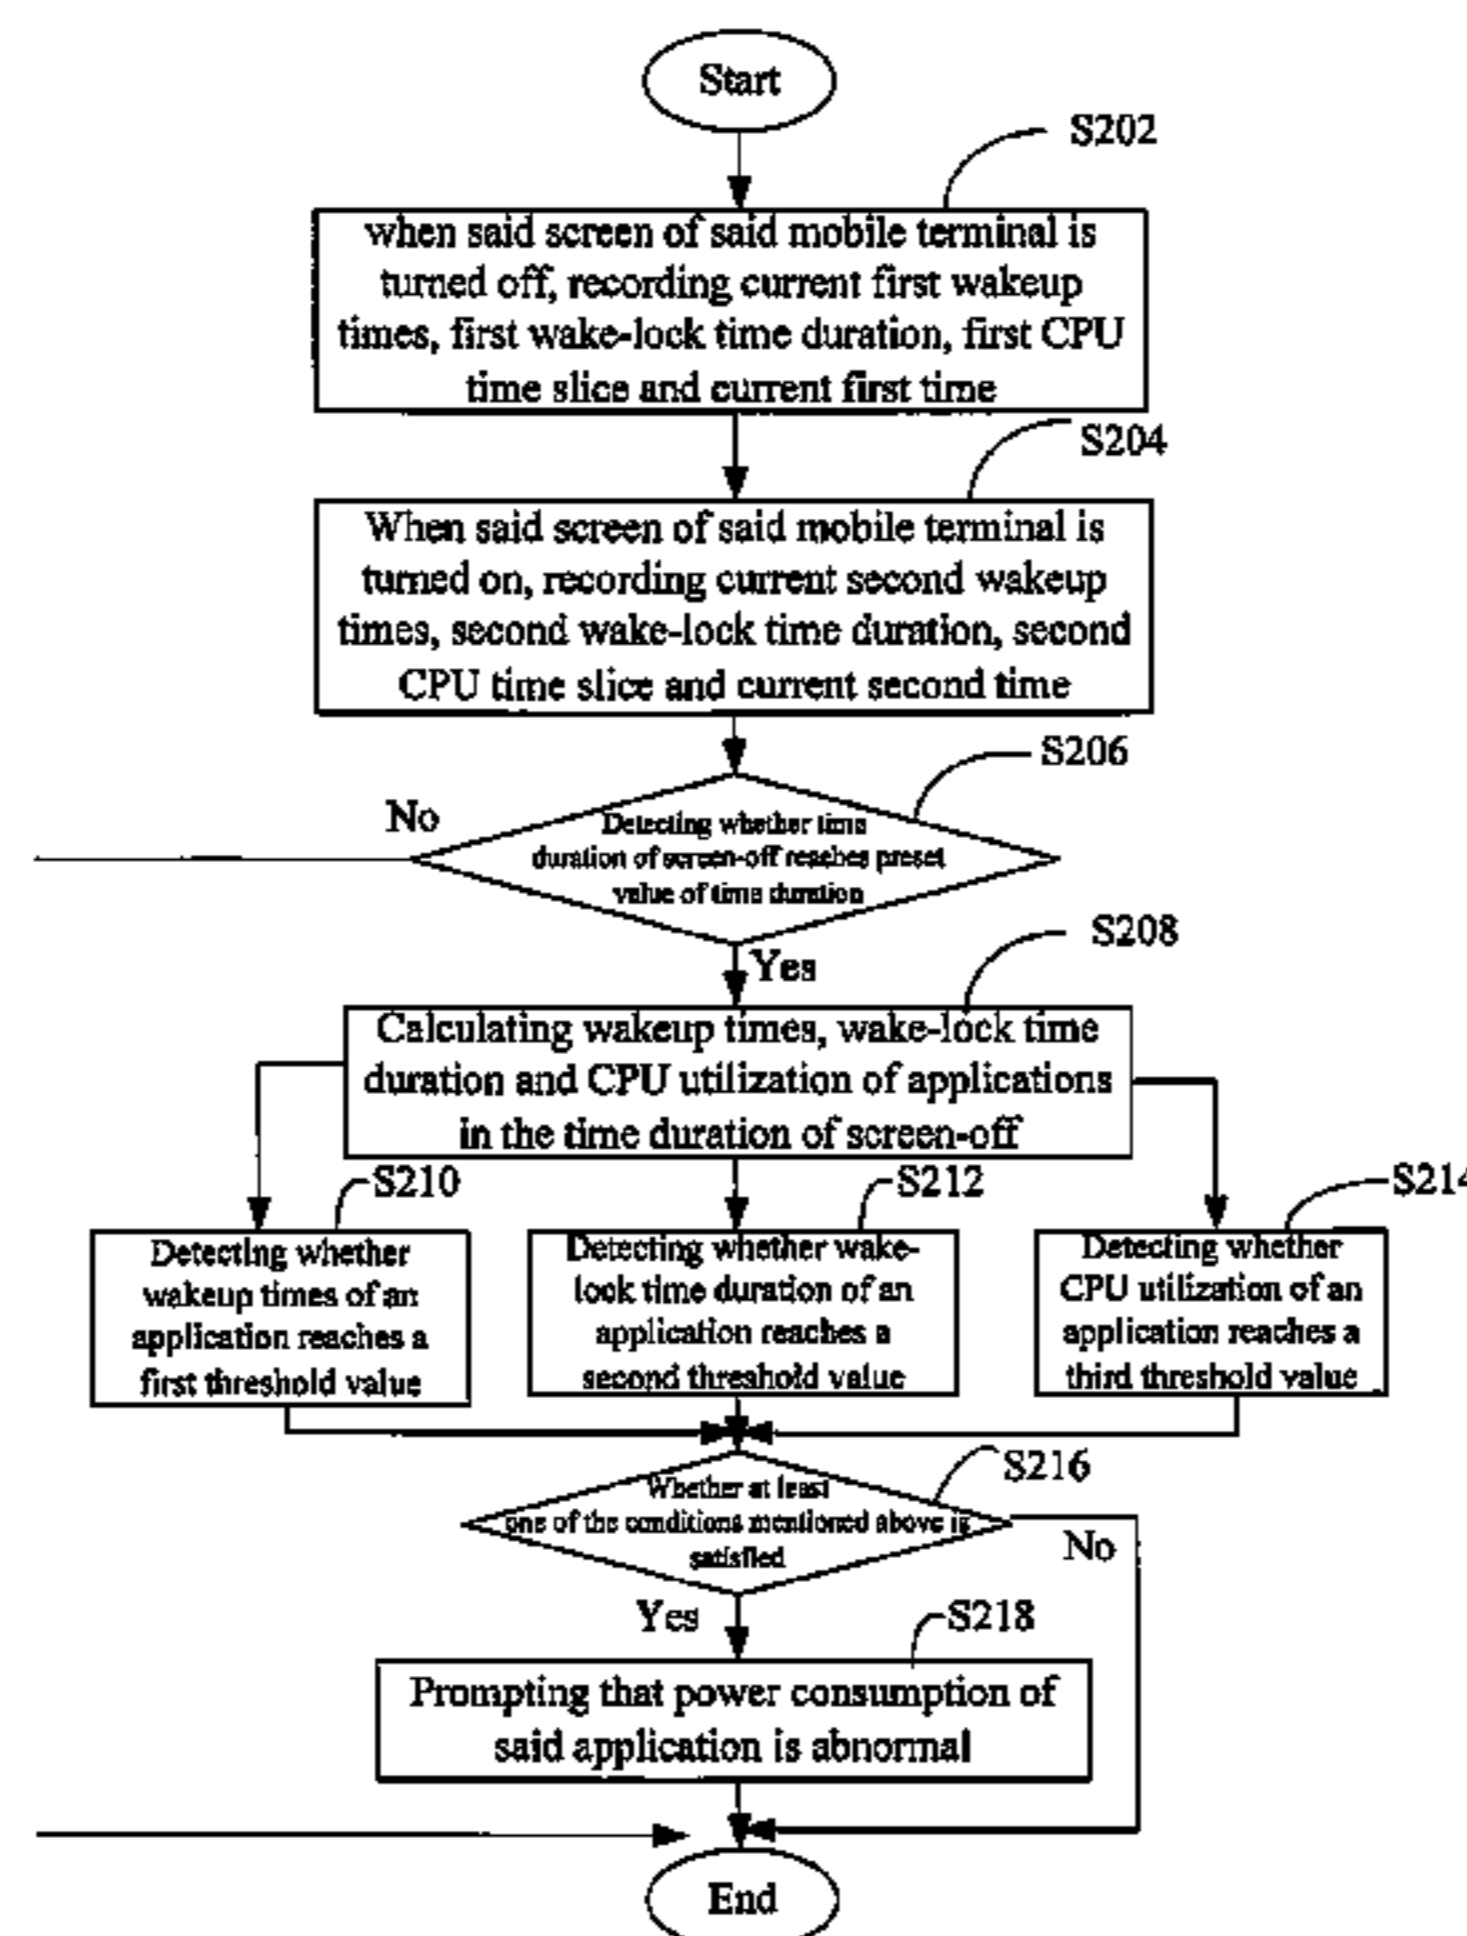 Start
S202
when said screen of said mobile terminal is
turned off, recording current first wakeup
times, first wake-lock time duration, first CPU
time slice and current first time
S204
When said screen of said mobile terminal is
turned on, recording current second wakeup
times, second wake-lock time duration, second
CPU time slice and current second time
S206
No
Detecting whether time
duration of screen-off reaches preset
value of time duration
Yes
S208
Calculating wakeup times, wake-lock time
duration and CPU utilization of applications
in the time duration of screen-off
S210
Detecting whether
wakeup times of an
application reaches a
first threshold value
S212
Detecting whether wake-
lock time duration of an
application reaches a
second threshold value
S214
Detecting whether
CPU utilization of an
application reaches a
third threshold value
S216
Whether at least
one of the conditions mentioned above is
satisfied
No
Yes
S218
Prompting that power consumption of
said application is abnormal
End